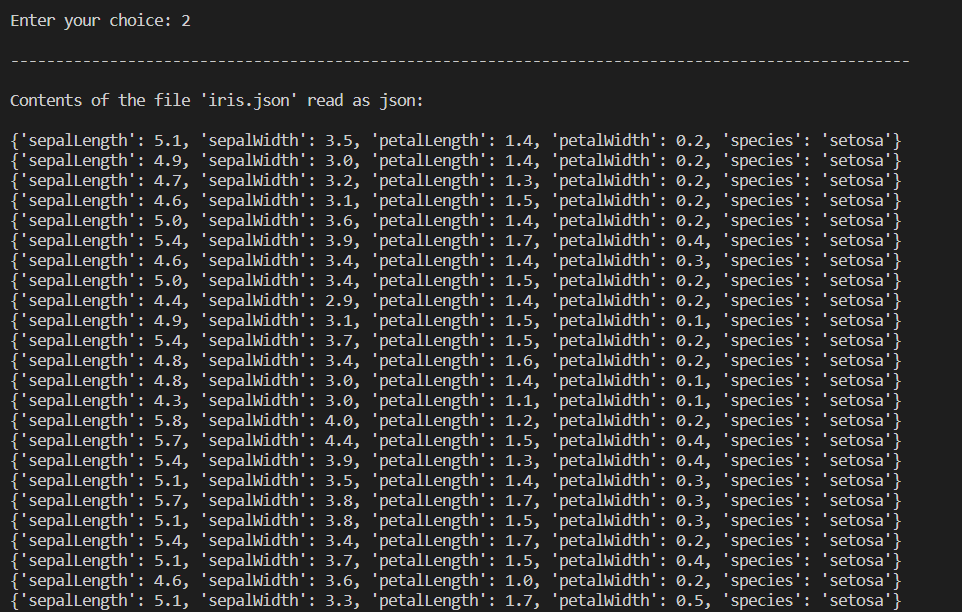 Enter your choice: 2
------------------------------------------------------------------------------------------------------
Contents of the file 'iris.json' read as json:
{'sepalLength': 5.1, 'sepalWidth': 3.5, 'petalLength': 1.4, 'petalWidth': 0.2, 'species': 'setosa'}
{'sepalLength': 4.9, 'sepalWidth': 3.0, 'petalLength': 1.4, 'petalWidth': 0.2, 'species': 'setosa'}
{'sepalLength': 4.7, 'sepalWidth': 3.2, 'petalLength': 1.3, 'petalWidth': 0.2, 'species': 'setosa'}
{'sepalLength': 4.6, 'sepalWidth': 3.1, 'petalLength': 1.5, 'petalWidth': 0.2, 'species': 'setosa'}
{'sepalLength': 5.0, 'sepalWidth': 3.6, 'petalLength': 1.4, 'petalWidth': 0.2, 'species': 'setosa'}
{'sepalLength': 5.4, 'sepalWidth': 3.9, 'petalLength': 1.7, 'petalWidth': 0.4, 'species': 'setosa'}
{'sepalLength': 4.6, 'sepalWidth': 3.4, 'petalLength': 1.4, 'petalWidth': 0.3, 'species': 'setosa'}
{'sepalLength': 5.0, 'sepalWidth': 3.4, 'petalLength': 1.5, 'petalWidth': 0.2, 'species': 'setosa'}
{'sepalLength': 4.4, 'sepalWidth': 2.9, 'petalLength': 1.4, 'petalWidth': 0.2, 'species': 'setosa'}
{'sepalLength': 4.9, 'sepalWidth': 3.1, 'petalLength': 1.5, 'petalWidth': 0.1, 'species': 'setosa'}
{'sepalLength': 5.4, 'sepalWidth': 3.7, 'petalLength': 1.5, 'petalWidth': 0.2, 'species': 'setosa'}
{'sepalLength': 4.8, 'sepalWidth': 3.4, 'petalLength': 1.6, 'petalWidth': 0.2, 'species': 'setosa'}
{'sepalLength': 4.8, 'sepalWidth': 3.0, 'petalLength': 1.4, 'petalWidth': 0.1, 'species': 'setosa'}
{'sepalLength': 4.3, 'sepalWidth': 3.0, 'petalLength': 1.1, 'petalWidth': 0.1, 'species': 'setosa'}
{'sepalLength': 5.8, 'sepalWidth': 4.0, 'petalLength': 1.2, 'petalWidth': 0.2, 'species': 'setosa'}
{'sepalLength': 5.7, 'sepalWidth': 4.4, 'petalLength': 1.5, 'petalWidth': 0.4, 'species': 'setosa'}
{'sepalLength': 5.4, 'sepalWidth': 3.9, 'petalLength': 1.3, 'petalWidth': 0.4, 'species': 'setosa'}
{'sepalLength': 5.1, 'sepalWidth': 3.5, 'petalLength': 1.4, 'petalWidth': 0.3, 'species': 'setosa'}
{'sepalLength': 5.7, 'sepalWidth': 3.8, 'petalLength': 1.7, 'petalWidth': 0.3, 'species': 'setosa'}
{'sepalLength': 5.1, 'sepalWidth': 3.8, 'petalLength': 1.5, 'petalWidth': 0.3, 'species': 'setosa'}
{'sepalLength': 5.4, 'sepalWidth': 3.4, 'petalLength': 1.7, 'petalWidth': 0.2, 'species': 'setosa'}
{'sepalLength': 5.1, 'sepalWidth': 3.7, 'petalLength': 1.5, 'petalWidth': 0.4, 'species': 'setosa'}
{'sepalLength': 4.6, 'sepalWidth': 3.6, 'petalLength': 1.0, 'petalWidth': 0.2, 'species': 'setosa'}
{'sepalLength': 5.1, 'sepalWidth': 3.3, 'petalLength': 1.7, 'petalWidth': 0.5, 'species': 'setosa'}